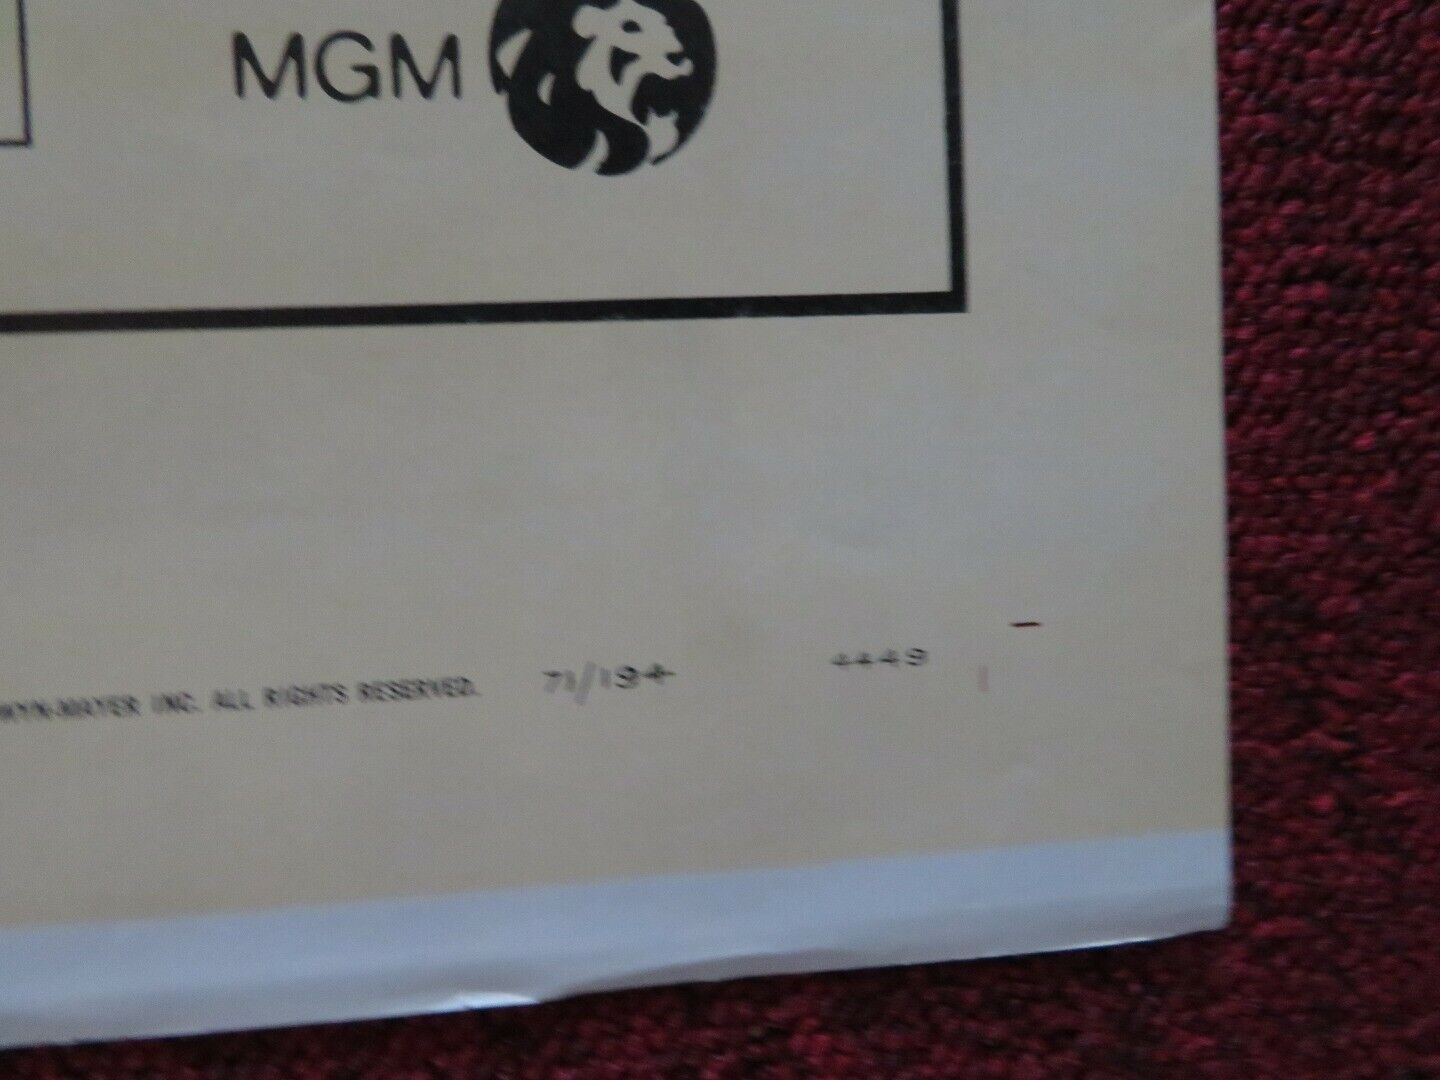 MGM
WYN-MAYER INC. ALL RIGHTS RESERVED. 71/194 4449